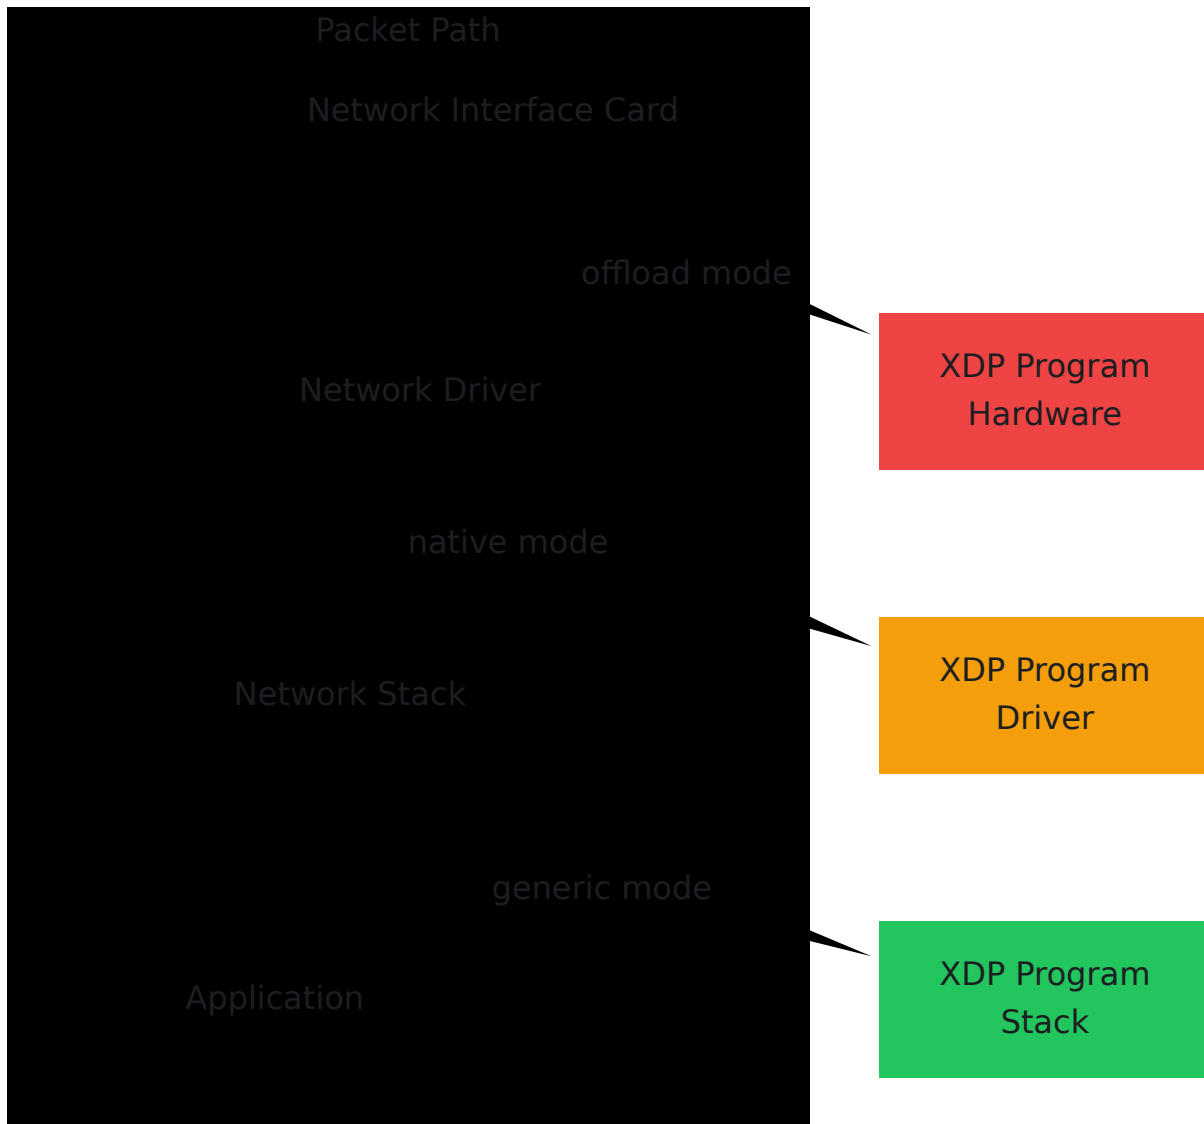 Packet Path
Network Interface Card
offload mode
XDP Program
Hardware
Network Driver
native mode
XDP Program
Driver
Network Stack
generic mode
XDP Program
Stack
Application